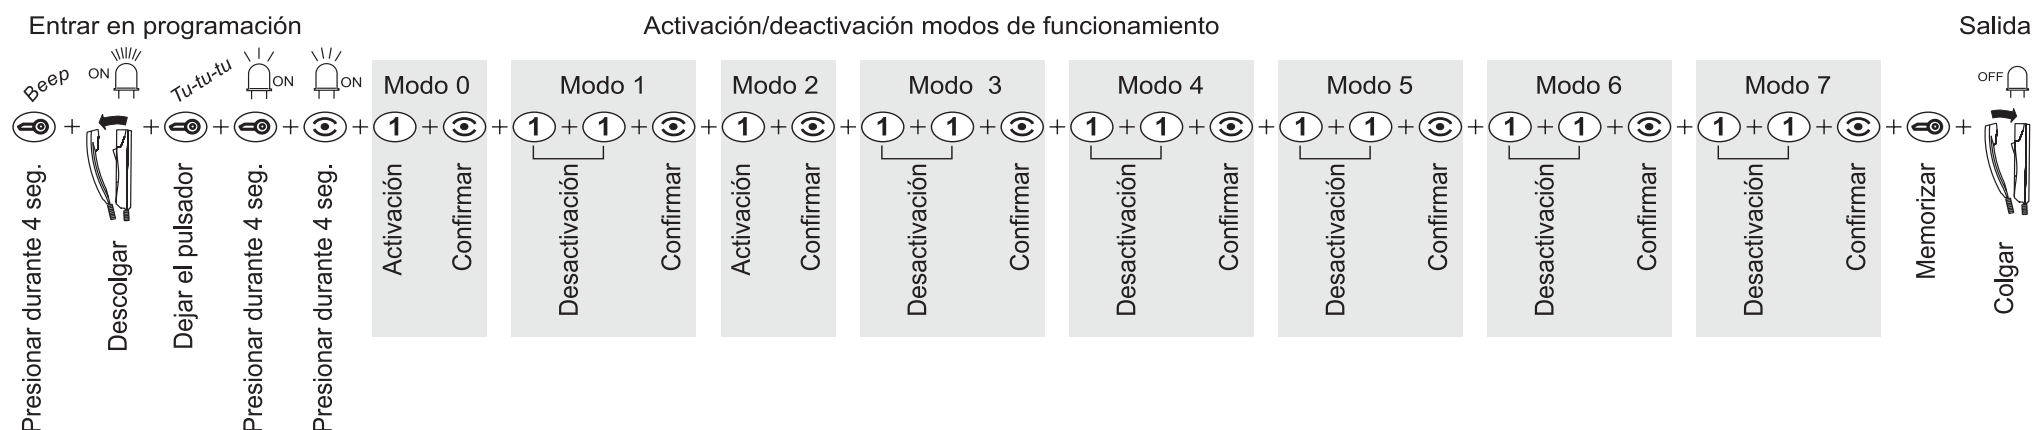 Entrar en programación
Activación/deactivación modos de funcionamiento
Salida
Beep
ON
Tu-tu-tu
ON
ON
Modo 0
Modo 1
Modo 2
Modo 3
Modo 4
Modo 5
Modo 6
Modo 7
OFF
+ + + + + 1 + + 1 + 1 + + 1 + + 1 + 1 + + 1 + 1 + + 1 + 1 + + 1 + 1 + + 1 + 1 + + +
Presionar durante 4 seg.
Descolgar
Dejar el pulsador
Presionar durante 4 seg.
Presionar durante 4 seg.
Activación
Confirmar
Desactivación
Confirmar
Activación
Confirmar
Desactivación
Confirmar
Desactivación
Confirmar
Desactivación
Confirmar
Desactivación
Confirmar
Desactivación
Confirmar
Memorizar
Colgar